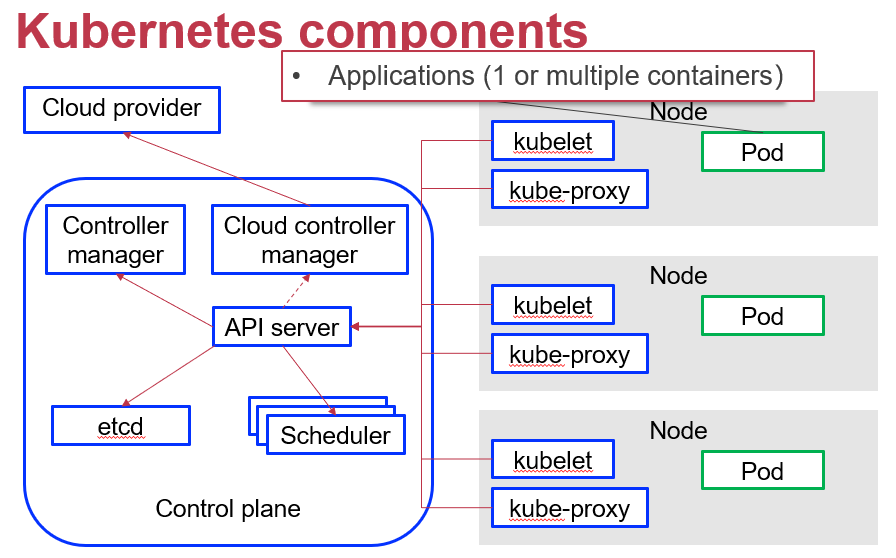 Kubernetes components
• Applications (1 or multiple containers)
Cloud provider
Controller
manager
Cloud controller
manager
API server
etcd
Scheduler
Control plane
Node
kubelet
kube-proxy
Pod
Node
kubelet
kube-proxy
Pod
Node
kubelet
kube-proxy
Pod